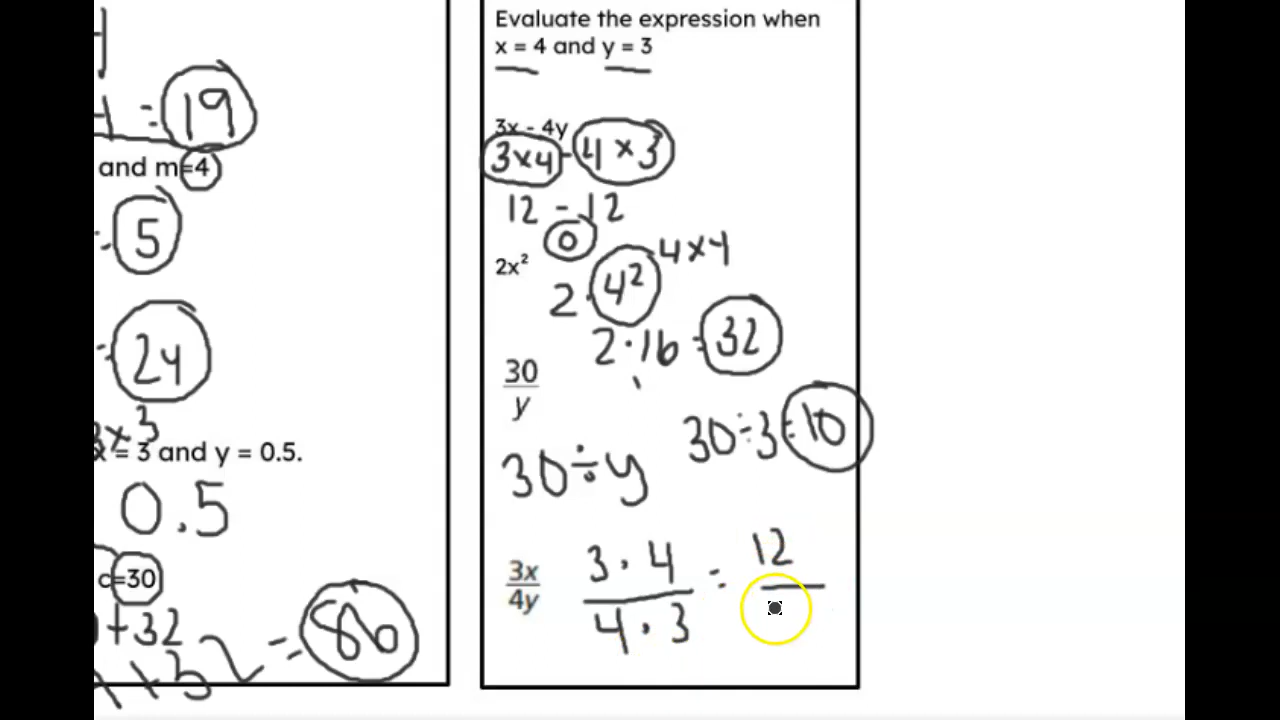 = 19
and m=4
= 5
= 24
3x3
x = 3 and y = 0.5.
0.5
c=30
+32
= 86
Evaluate the expression when
x = 4 and y = 3
3x - 4y
3x4 - 4x3
12 - 12
0
2x²
2 · 4² 4x4
2·16 = 32
30/y
30÷y 30÷3=10
3x/4y 3·4/4·3 = 12/